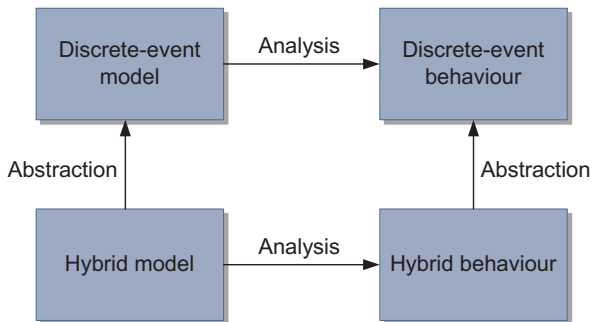 Discrete-event
model
Analysis
Discrete-event
behaviour
Abstraction
Abstraction
Hybrid model
Analysis
Hybrid behaviour